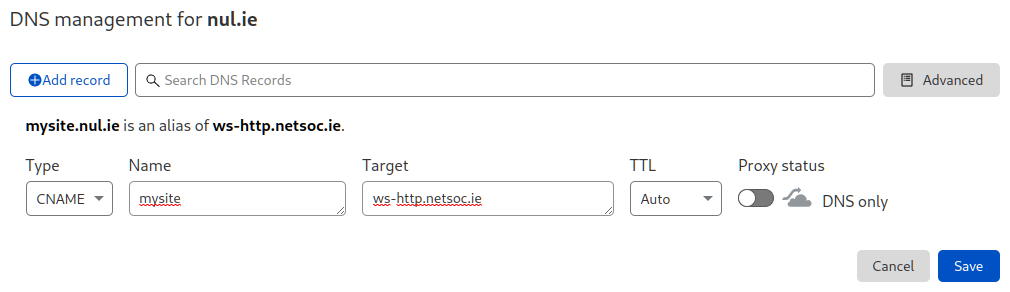 DNS management for nul.ie
Add record
Search DNS Records
Advanced
mysite.nul.ie is an alias of ws-http.netsoc.ie.
Type Name Target TTL Proxy status
CNAME mysite ws-http.netsoc.ie Auto DNS only
Cancel Save